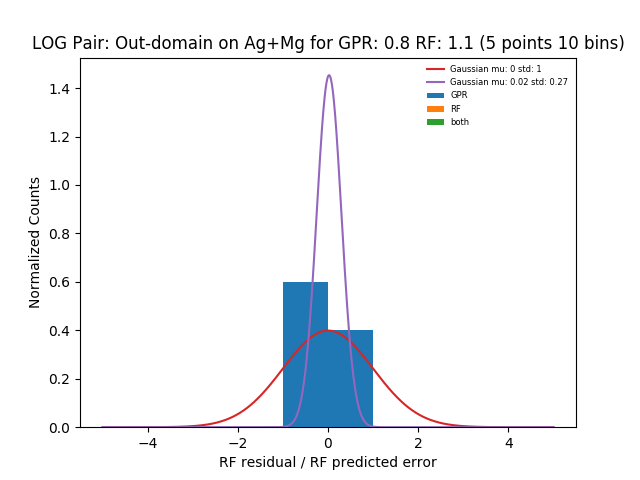 LOG Pair: Out-domain on Ag+Mg for GPR: 0.8 RF: 1.1 (5 points 10 bins)
Gaussian mu: 0 std: 1
Gaussian mu: 0.02 std: 0.27
GPR
RF
both
Normalized Counts
1.4
1.2
1.0
0.8
0.6
0.4
0.2
0.0
−4 −2 0 2 4
RF residual / RF predicted error